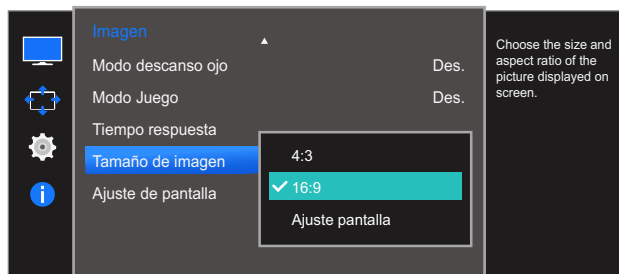 Imagen
Modo descanso ojo Des.
Modo Juego Des.
Tiempo respuesta
Tamaño de imagen
Ajuste de pantalla
4:3
16:9
Ajuste pantalla
Choose the size and
aspect ratio of the
picture displayed on
screen.